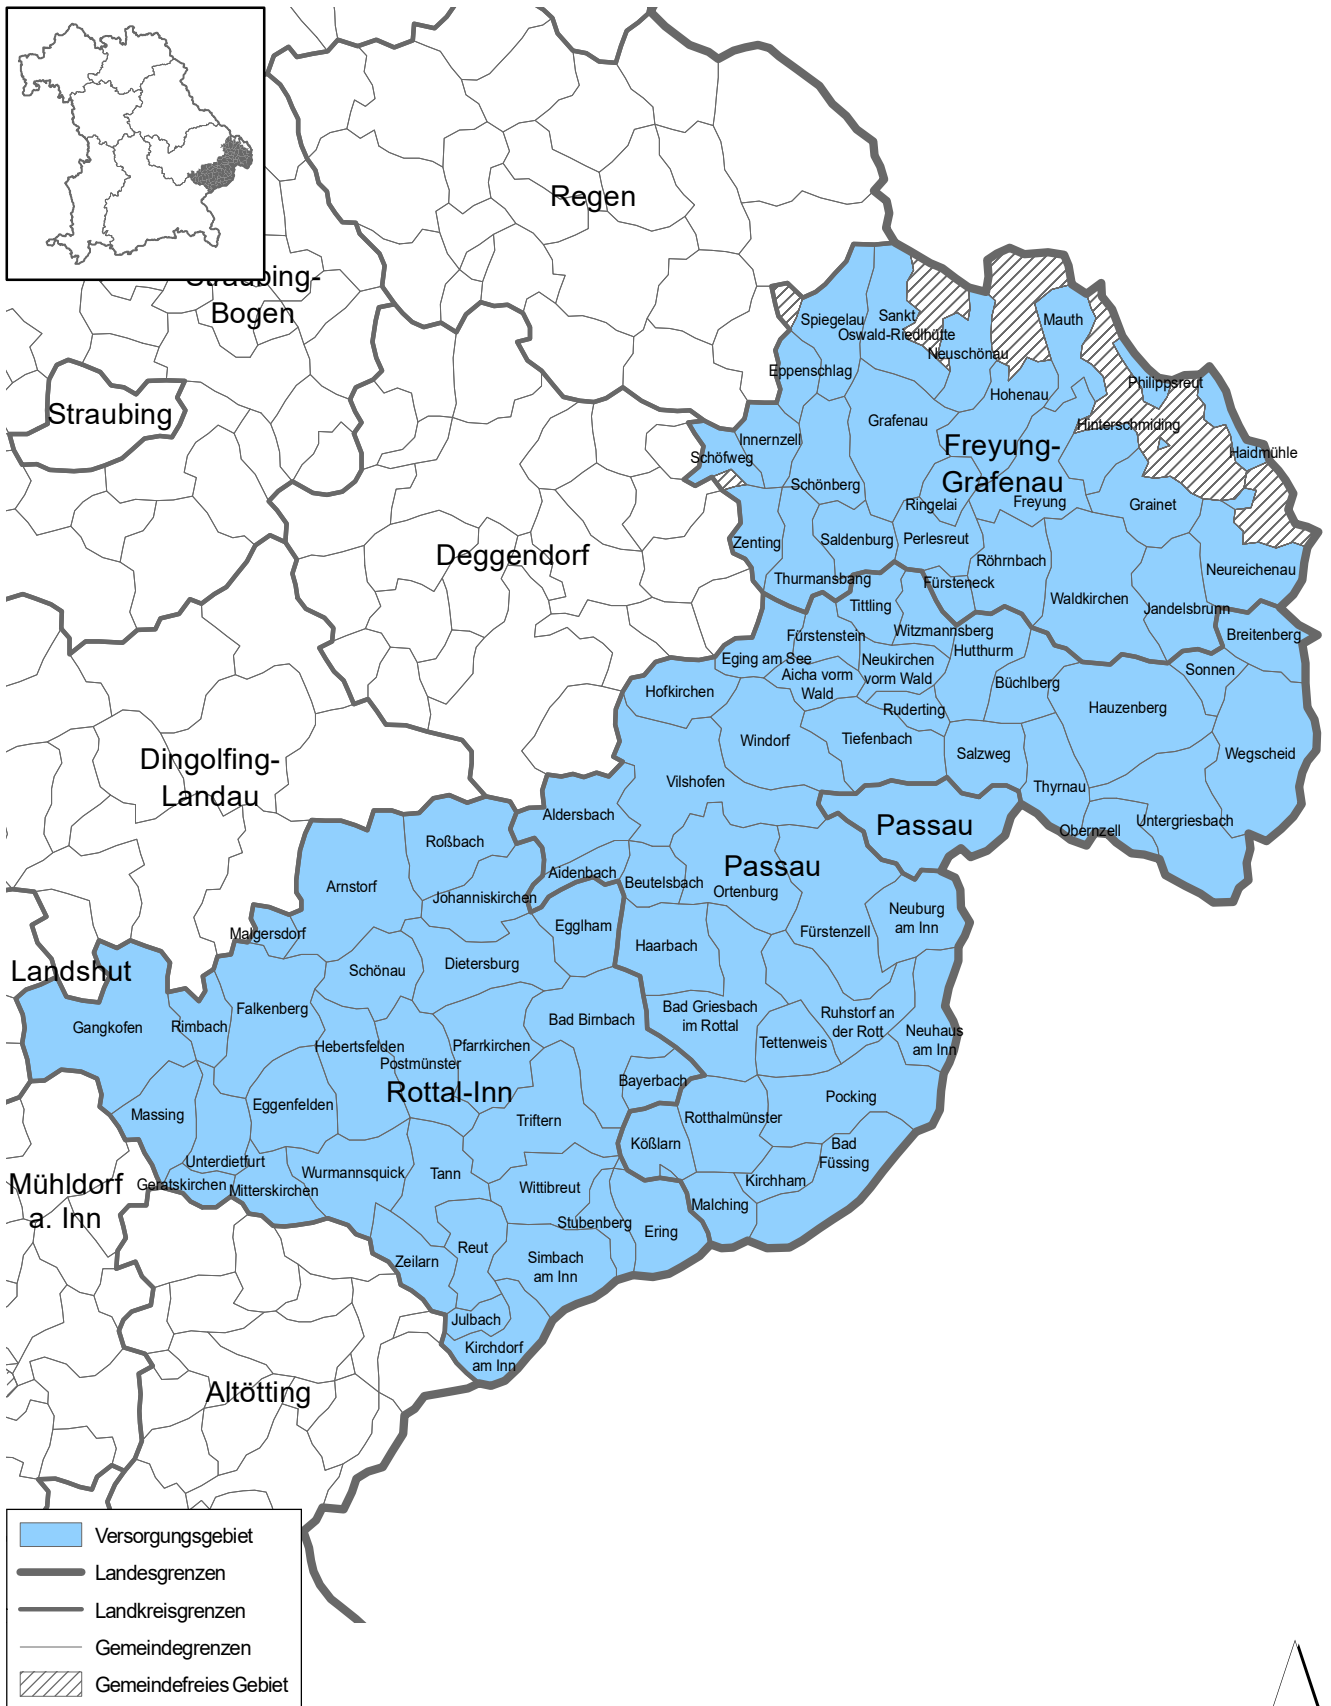 Regen
Straubing-
Bogen
Straubing
Deggendorf
Dingolfing-
Landau
Landshut
Mühldorf
a. Inn
Altötting
Freyung-
Grafenau
Passau
Passau
Rottal-Inn
Spiegelau
Sankt
Oswald-Riedlhütte
Neuschönau
Mauth
Eppenschlag
Hohenau
Philippsreut
Grafenau
Hinterschmiding
Innernzell
Schöfweg
Haidmühle
Schönberg
Ringelai
Freyung
Grainet
Zenting
Saldenburg
Perlesreut
Röhrnbach
Neureichenau
Thurmansbang
Fürsteneck
Waldkirchen
Jandelsbrunn
Tittling
Breitenberg
Fürstenstein
Witzmannsberg
Hutthurm
Eging am See
Neukirchen
vorm Wald
Aicha vorm
Wald
Sonnen
Hofkirchen
Büchlberg
Hauzenberg
Ruderting
Windorf
Tiefenbach
Salzweg
Wegscheid
Vilshofen
Thyrnau
Aldersbach
Obernzell
Untergriesbach
Roßbach
Aidenbach
Beutelsbach
Ortenburg
Arnstorf
Johanniskirchen
Egglham
Neuburg
am Inn
Malgersdorf
Haarbach
Fürstenzell
Schönau
Dietersburg
Falkenberg
Bad Griesbach
im Rottal
Ruhstorf an
der Rott
Gangkofen
Rimbach
Bad Birnbach
Hebertsfelden
Pfarrkirchen
Postmünster
Tettenweis
Neuhaus
am Inn
Bayerbach
Pocking
Massing
Eggenfelden
Triftern
Rotthalmünster
Kößlarn
Bad
Füssing
Unterdietfurt
Geratskirchen
Mitterskirchen
Wurmannsquick
Tann
Wittibreut
Kirchham
Malching
Stubenberg
Ering
Zeilarn
Reut
Simbach
am Inn
Julbach
Kirchdorf
am Inn
Versorgungsgebiet
Landesgrenzen
Landkreisgrenzen
Gemeindegrenzen
Gemeindefreies Gebiet